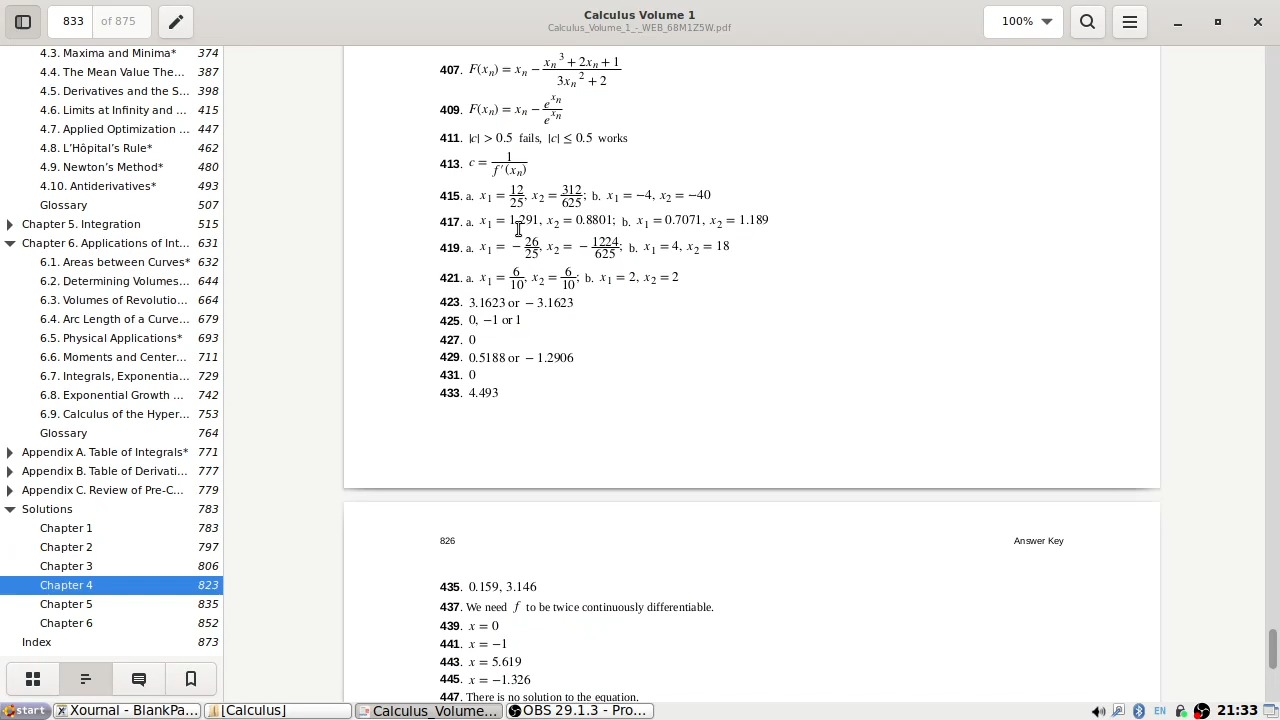 833 of 875
Calculus Volume 1
Calculus_Volume_1_-_WEB_68M1Z5W.pdf
100%
4.3. Maxima and Minima* 374
4.4. The Mean Value The... 387
4.5. Derivatives and the S... 398
4.6. Limits at Infinity and ... 415
4.7. Applied Optimization ... 447
4.8. L'Hôpital's Rule* 462
4.9. Newton's Method* 480
4.10. Antiderivatives* 493
Glossary 507
Chapter 5. Integration 515
Chapter 6. Applications of Int... 631
6.1. Areas between Curves* 632
6.2. Determining Volumes... 644
6.3. Volumes of Revolutio... 664
6.4. Arc Length of a Curve... 679
6.5. Physical Applications* 693
6.6. Moments and Center... 711
6.7. Integrals, Exponentia... 729
6.8. Exponential Growth ... 742
6.9. Calculus of the Hyper... 753
Glossary 764
Appendix A. Table of Integrals* 771
Appendix B. Table of Derivati... 777
Appendix C. Review of Pre-C... 779
Solutions 783
Chapter 1 783
Chapter 2 797
Chapter 3 806
Chapter 4 823
Chapter 5 835
Chapter 6 852
Index 873
407. F(xₙ) = xₙ − (xₙ³ + 2xₙ + 1)/(3xₙ² + 2)
409. F(xₙ) = xₙ − e^(xₙ)/e^(xₙ)
411. |c| > 0.5 fails, |c| ≤ 0.5 works
413. c = 1/f′(xₙ)
415. a. x₁ = 12/25, x₂ = 312/625; b. x₁ = −4, x₂ = −40
417. a. x₁ = 1.291, x₂ = 0.8801; b. x₁ = 0.7071, x₂ = 1.189
419. a. x₁ = −26/25, x₂ = −1224/625; b. x₁ = 4, x₂ = 18
421. a. x₁ = 6/10, x₂ = 6/10; b. x₁ = 2, x₂ = 2
423. 3.1623 or − 3.1623
425. 0, −1 or 1
427. 0
429. 0.5188 or − 1.2906
431. 0
433. 4.493
826 Answer Key
435. 0.159, 3.146
437. We need f to be twice continuously differentiable.
439. x = 0
441. x = −1
443. x = 5.619
445. x = −1.326
447. There is no solution to the equation.
start Xournal - BlankPa... [Calculus] Calculus_Volume... OBS 29.1.3 - Pro... EN 21:33